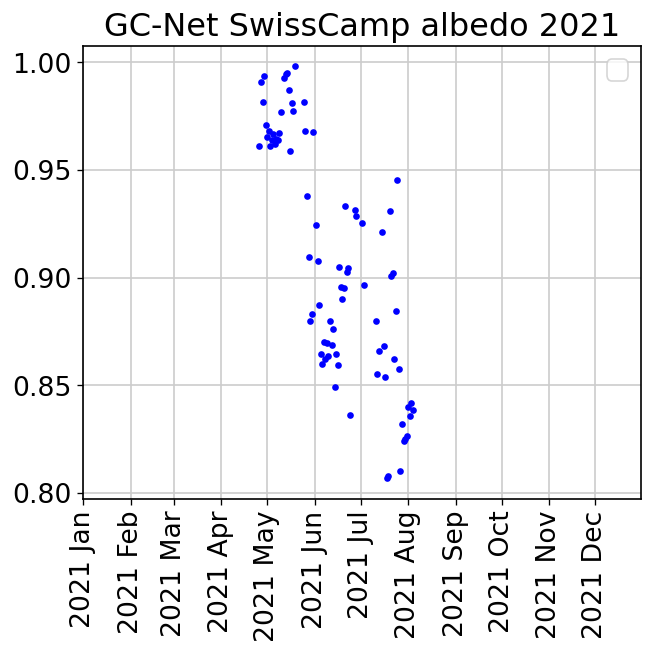 GC-Net SwissCamp albedo 2021
1.00
0.95
0.90
0.85
0.80
2021 Jan
2021 Feb
2021 Mar
2021 Apr
2021 May
2021 Jun
2021 Jul
2021 Aug
2021 Sep
2021 Oct
2021 Nov
2021 Dec